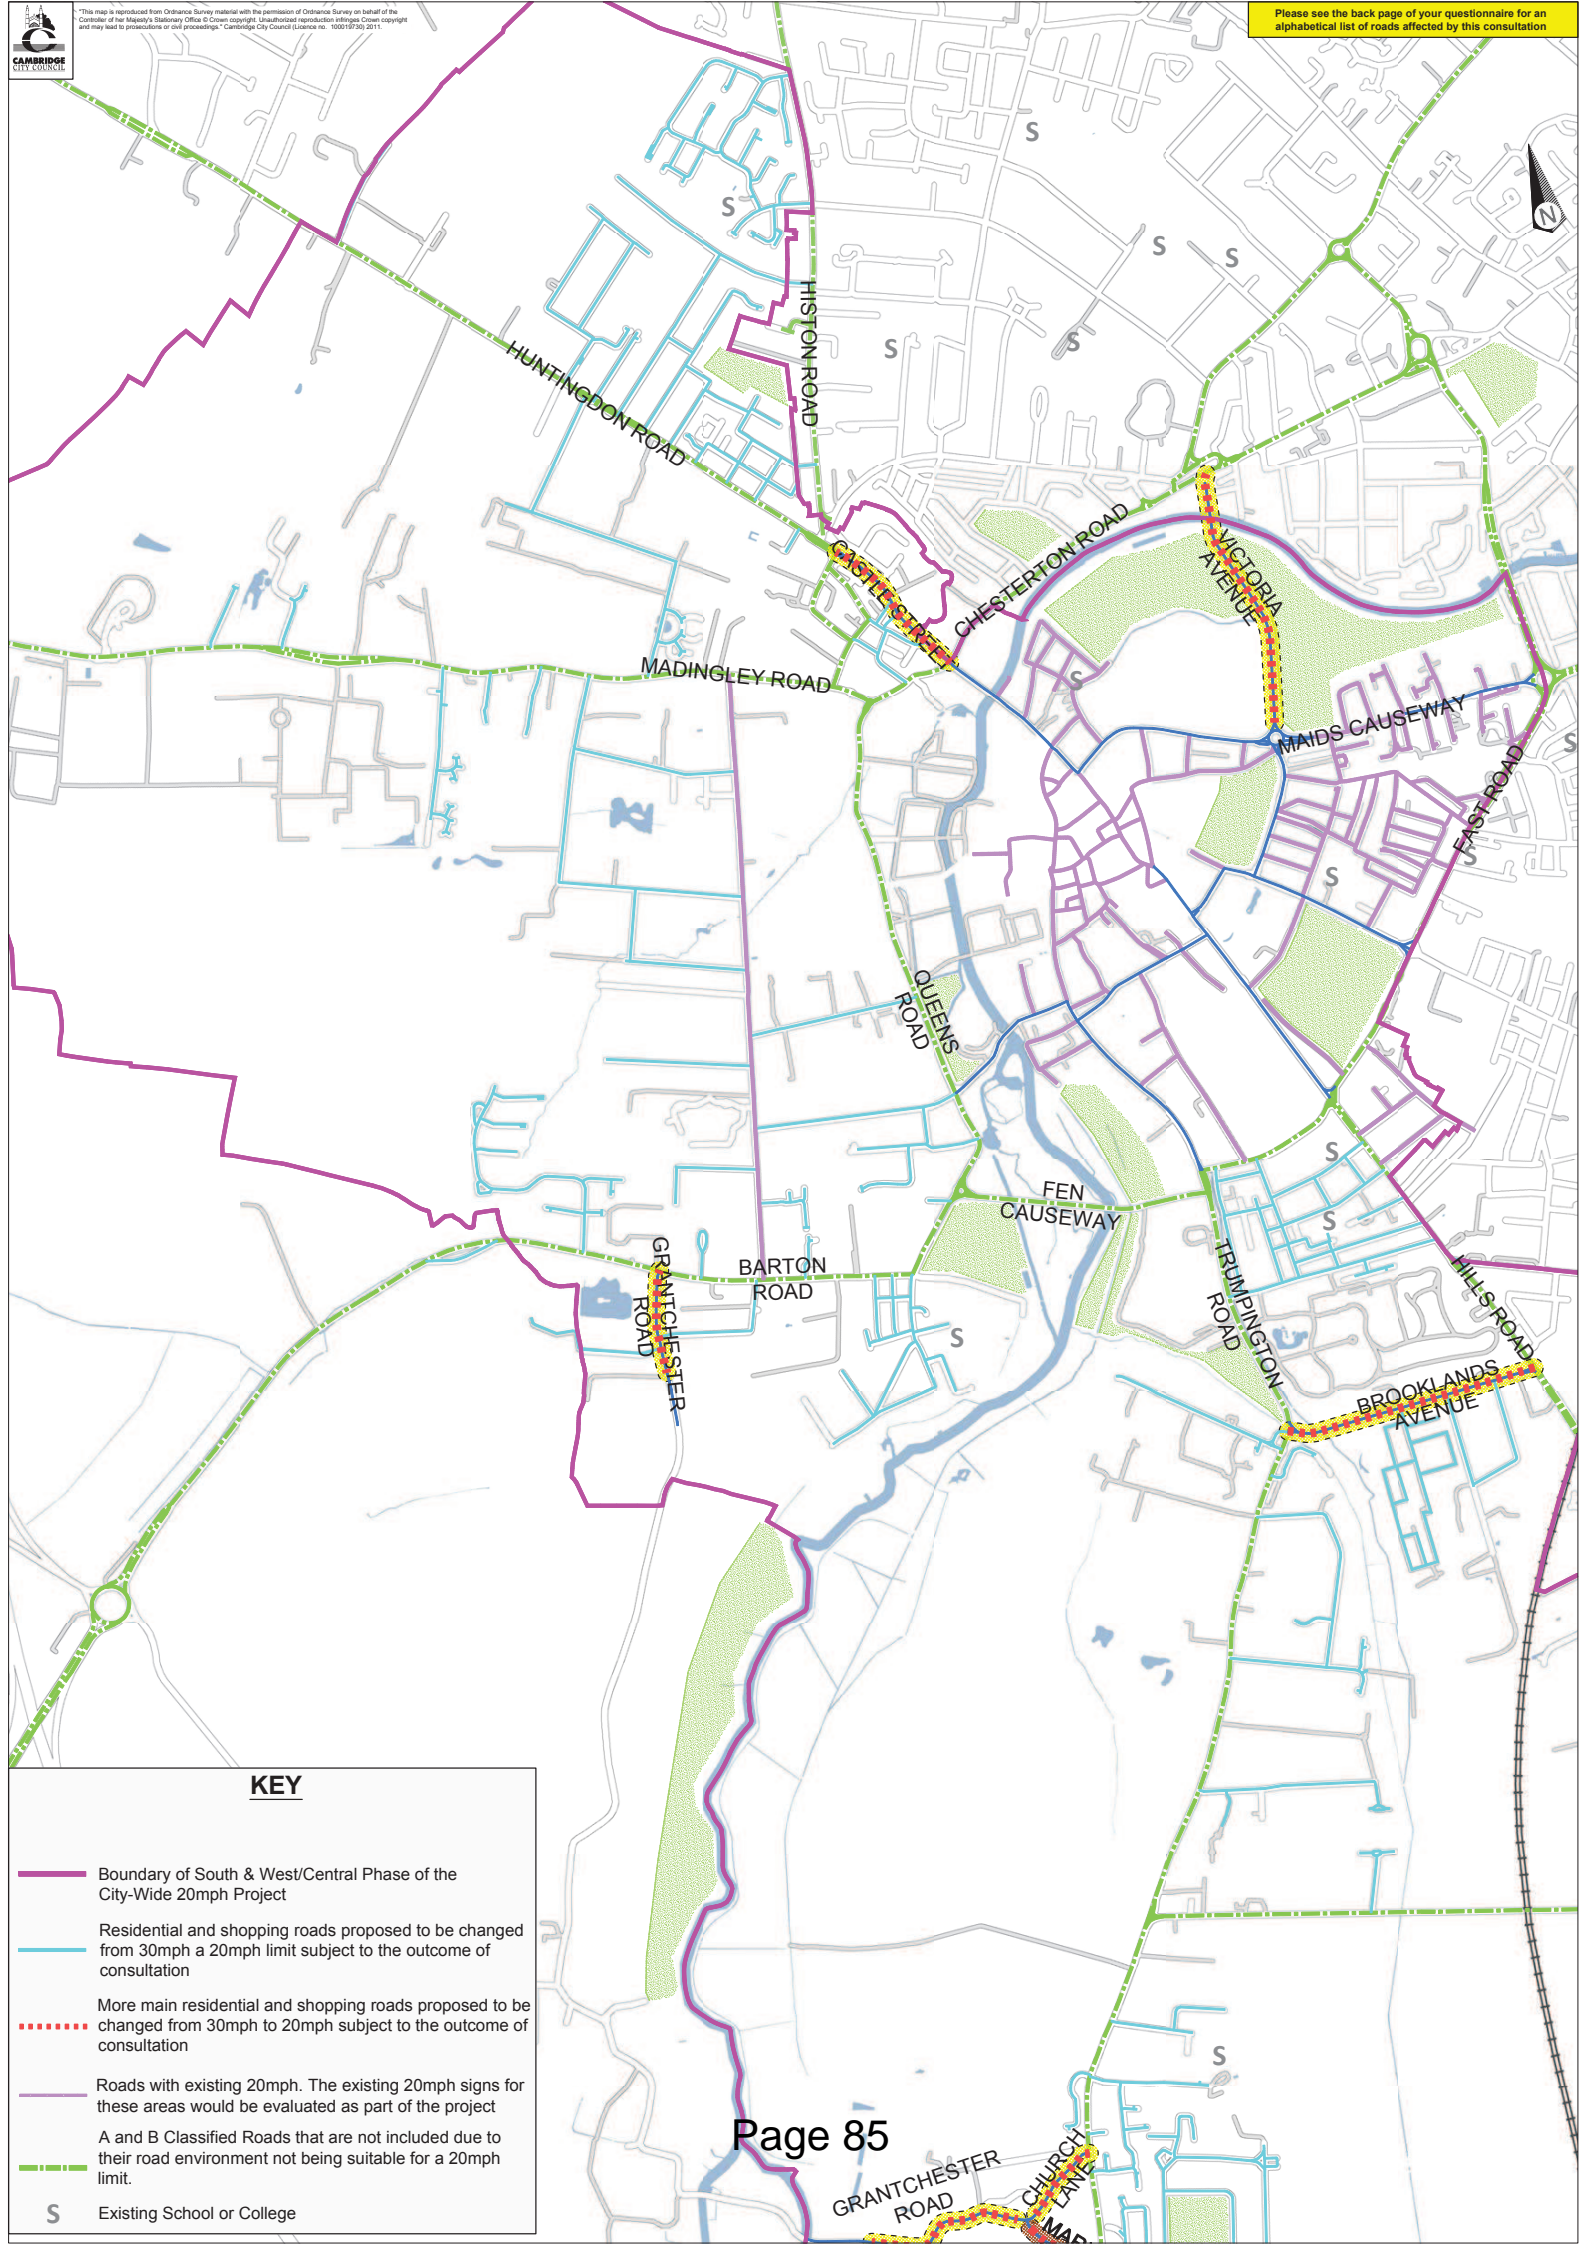 "This map is reproduced from Ordnance Survey material with the permission of Ordnance Survey on behalf of the
Controller of her Majesty's Stationary Office © Crown copyright. Unauthorized reproduction infringes Crown copyright
and may lead to prosecutions or civil proceedings." Cambridge City Council (Licence no. 100019730) 2011.
CAMBRIDGE
CITY COUNCIL
Please see the back page of your questionnaire for an
alphabetical list of roads affected by this consultation
S
N
S
S
S
HISTON ROAD
S
S
HUNTINGDON ROAD
CHESTERTON ROAD
CASTLE STREET
VICTORIA
AVENUE
MADINGLEY ROAD
S
MAIDS CAUSEWAY
S
EAST ROAD
S
S
QUEENS
ROAD
S
FEN
CAUSEWAY
S
GRANTCHESTER
ROAD
BARTON
ROAD
TRUMPINGTON
ROAD
HILLS ROAD
S
BROOKLANDS
AVENUE
KEY
Boundary of South & West/Central Phase of the
City-Wide 20mph Project
Residential and shopping roads proposed to be changed
from 30mph a 20mph limit subject to the outcome of
consultation
More main residential and shopping roads proposed to be
changed from 30mph to 20mph subject to the outcome of
consultation
Roads with existing 20mph. The existing 20mph signs for
these areas would be evaluated as part of the project
A and B Classified Roads that are not included due to
their road environment not being suitable for a 20mph
limit.
S Existing School or College
S
Page 85
GRANTCHESTER
ROAD
CHURCH
LANE